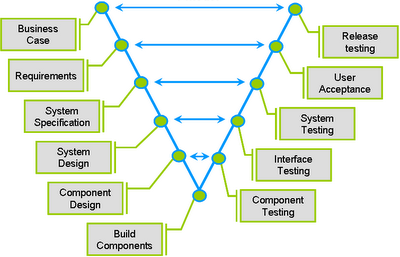 Business
Case
Release
testing
Requirements
User
Acceptance
System
Specification
System
Testing
System
Design
Interface
Testing
Component
Design
Component
Testing
Build
Components